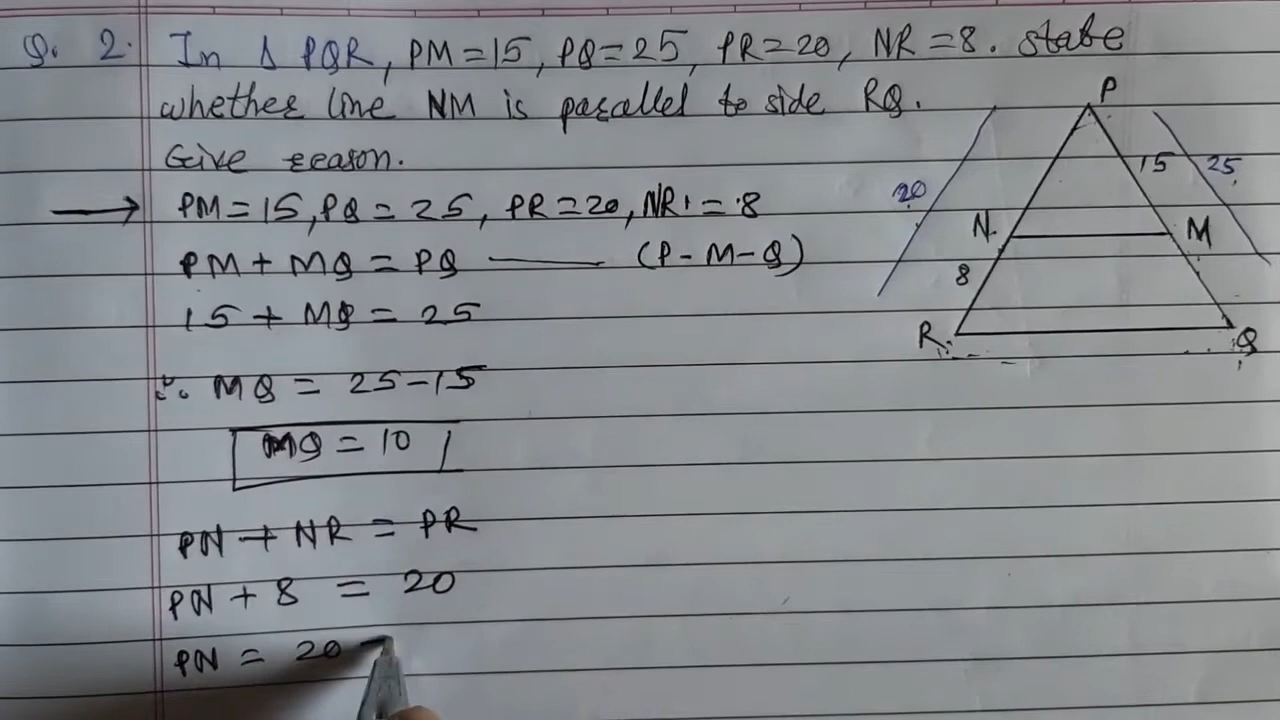 Q. 2. In Δ PQR, PM=15, PQ=25, PR=20, NR=8. state
whether line NM is parallel to side RQ.
Give reason.
→ PM=15, PQ=25, PR=20, NR=8
PM + MQ = PQ —— (P-M-Q)
15 + MQ = 25
∴ MQ = 25-15
MQ = 10
PN + NR = PR
PN + 8 = 20
PN = 20 -
P
15
25
20
N
M
8
R
Q